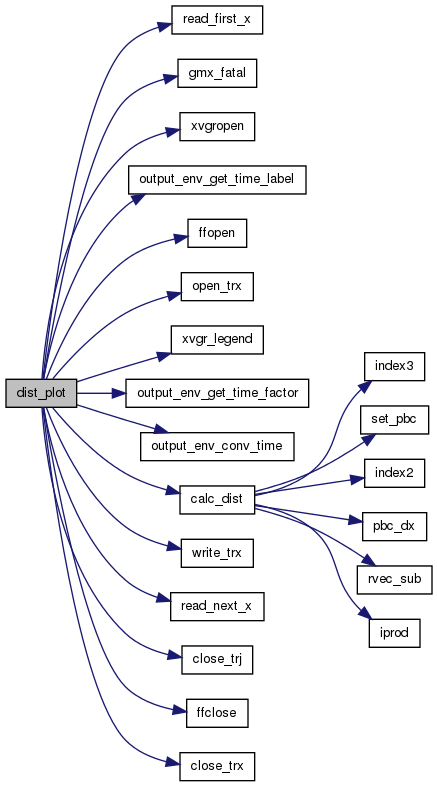 read_first_x
gmx_fatal
xvgropen
output_env_get_time_label
ffopen
open_trx
xvgr_legend
index3
dist_plot
output_env_get_time_factor
set_pbc
output_env_conv_time
index2
calc_dist
pbc_dx
write_trx
rvec_sub
read_next_x
iprod
close_trj
ffclose
close_trx